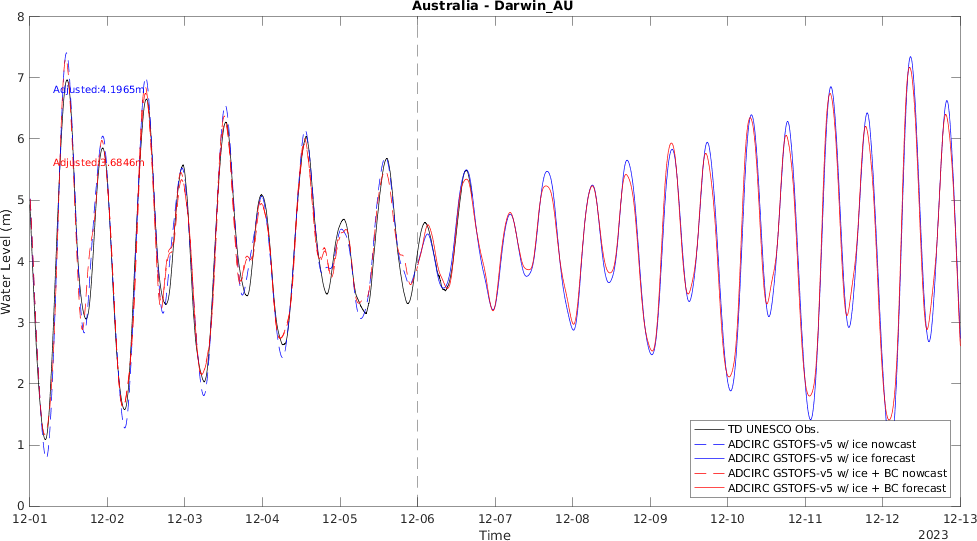 Australia - Darwin_AU
8
7
6
5
4
3
2
1
0
Water Level (m)
Adjusted:4.1965m
Adjusted:3.6846m
TD UNESCO Obs.
ADCIRC GSTOFS-v5 w/ ice nowcast
ADCIRC GSTOFS-v5 w/ ice forecast
ADCIRC GSTOFS-v5 w/ ice + BC nowcast
ADCIRC GSTOFS-v5 w/ ice + BC forecast
12-01 12-02 12-03 12-04 12-05 12-06 12-07 12-08 12-09 12-10 12-11 12-12 12-13
Time
2023